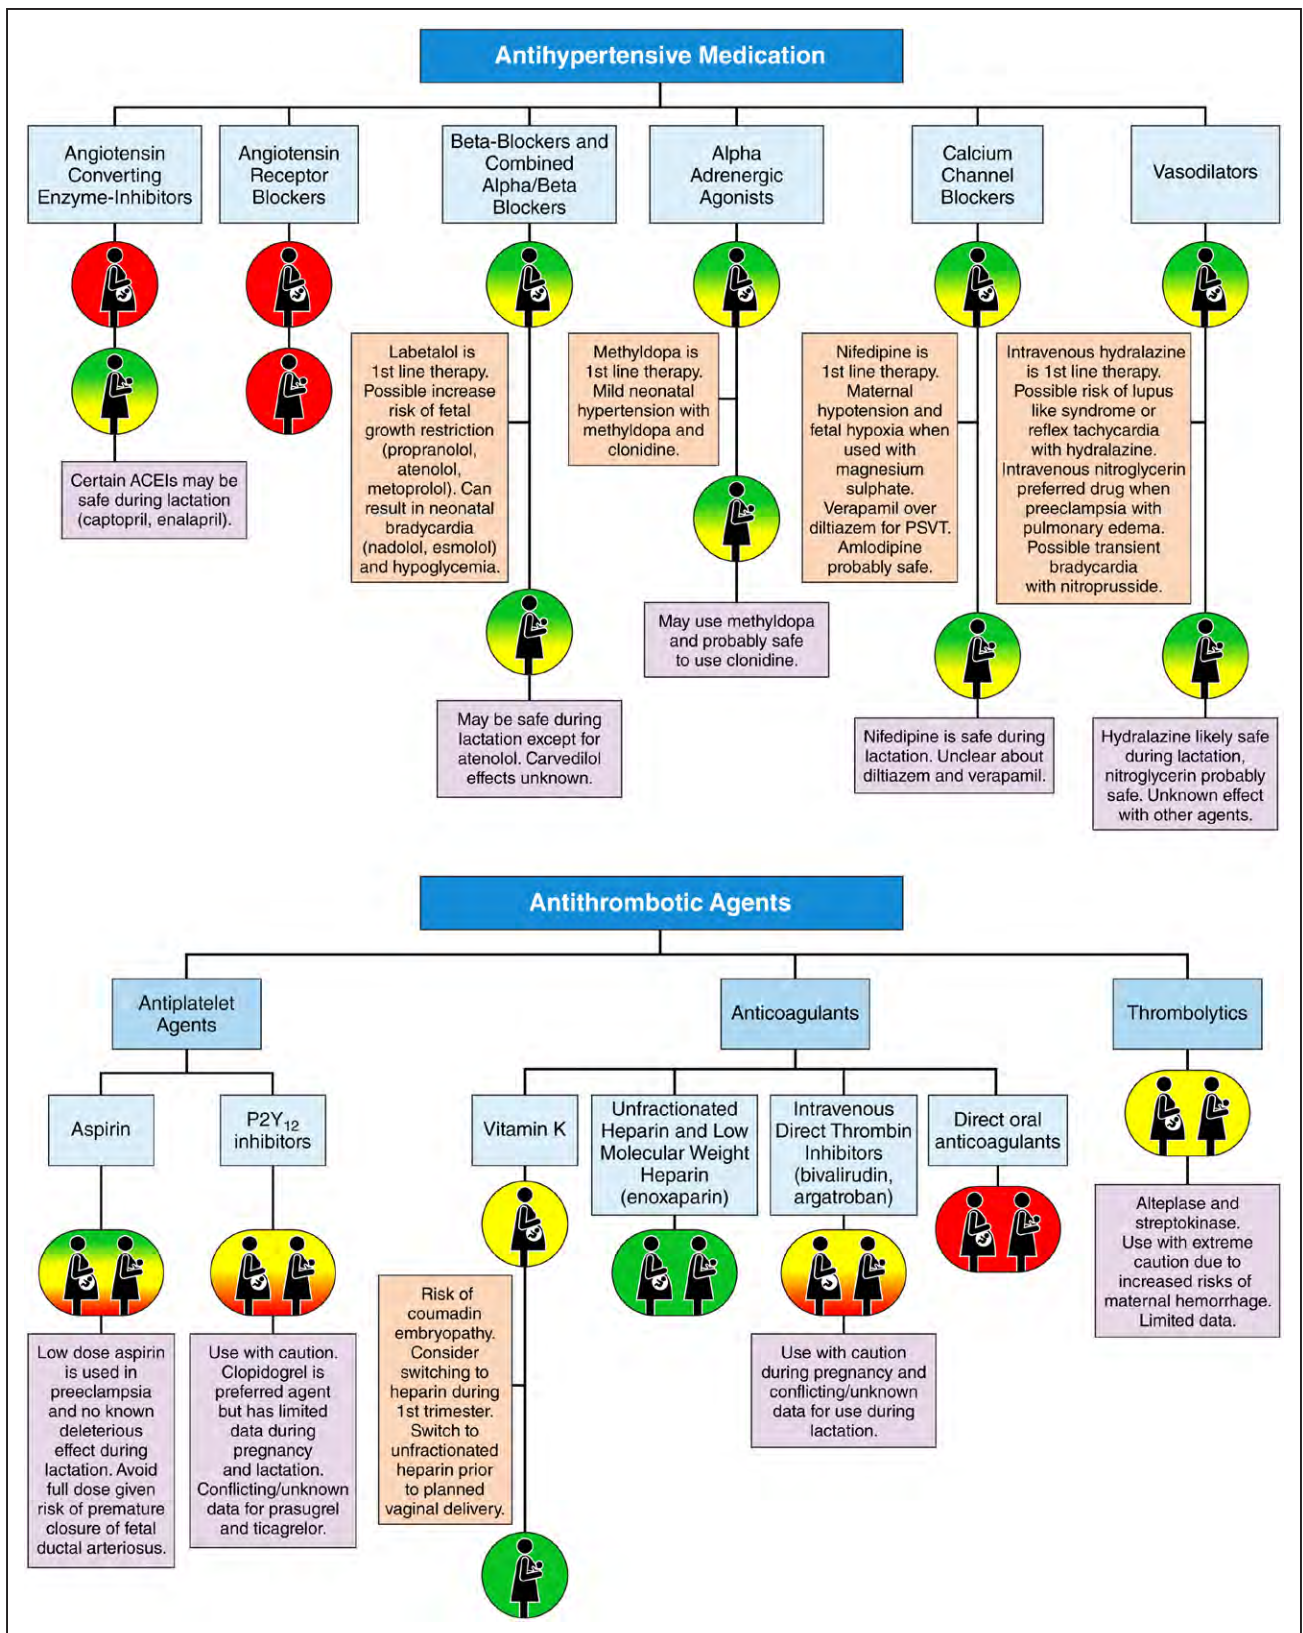 Antihypertensive Medication
Angiotensin
Converting
Enzyme-Inhibitors
Angiotensin
Receptor
Blockers
Beta-Blockers and
Combined
Alpha/Beta
Blockers
Alpha
Adrenergic
Agonists
Calcium
Channel
Blockers
Vasodilators
Certain ACEIs may be
safe during lactation
(captopril, enalapril).
Labetalol is
1st line therapy.
Possible increase
risk of fetal
growth restriction
(propranolol,
atenolol,
metoprolol). Can
result in neonatal
bradycardia
(nadolol, esmolol)
and hypoglycemia.
May be safe during
lactation except for
atenolol. Carvedilol
effects unknown.
Methyldopa is
1st line therapy.
Mild neonatal
hypertension with
methyldopa and
clonidine.
May use methyldopa
and probably safe
to use clonidine.
Nifedipine is
1st line therapy.
Maternal
hypotension and
fetal hypoxia when
used with
magnesium
sulphate.
Verapamil over
diltiazem for PSVT.
Amlodipine
probably safe.
Nifedipine is safe during
lactation. Unclear about
diltiazem and verapamil.
Intravenous hydralazine
is 1st line therapy.
Possible risk of lupus
like syndrome or
reflex tachycardia
with hydralazine.
Intravenous nitroglycerin
preferred drug when
preeclampsia with
pulmonary edema.
Possible transient
bradycardia
with nitroprusside.
Hydralazine likely safe
during lactation,
nitroglycerin probably
safe. Unknown effect
with other agents.
Antithrombotic Agents
Antiplatelet
Agents
Anticoagulants
Thrombolytics
Aspirin
P2Y12
inhibitors
Vitamin K
Unfractionated
Heparin and Low
Molecular Weight
Heparin
(enoxaparin)
Intravenous
Direct Thrombin
Inhibitors
(bivalirudin,
argatroban)
Direct oral
anticoagulants
Low dose aspirin
is used in
preeclampsia
and no known
deleterious
effect during
lactation. Avoid
full dose given
risk of premature
closure of fetal
ductal arteriosus.
Use with caution.
Clopidogrel is
preferred agent
but has limited
data during
pregnancy
and lactation.
Conflicting/unknown
data for prasugrel
and ticagrelor.
Risk of
coumadin
embryopathy.
Consider
switching to
heparin during
1st trimester.
Switch to
unfractionated
heparin prior
to planned
vaginal delivery.
Use with caution
during pregnancy and
conflicting/unknown
data for use during
lactation.
Alteplase and
streptokinase.
Use with extreme
caution due to
increased risks of
maternal hemorrhage.
Limited data.